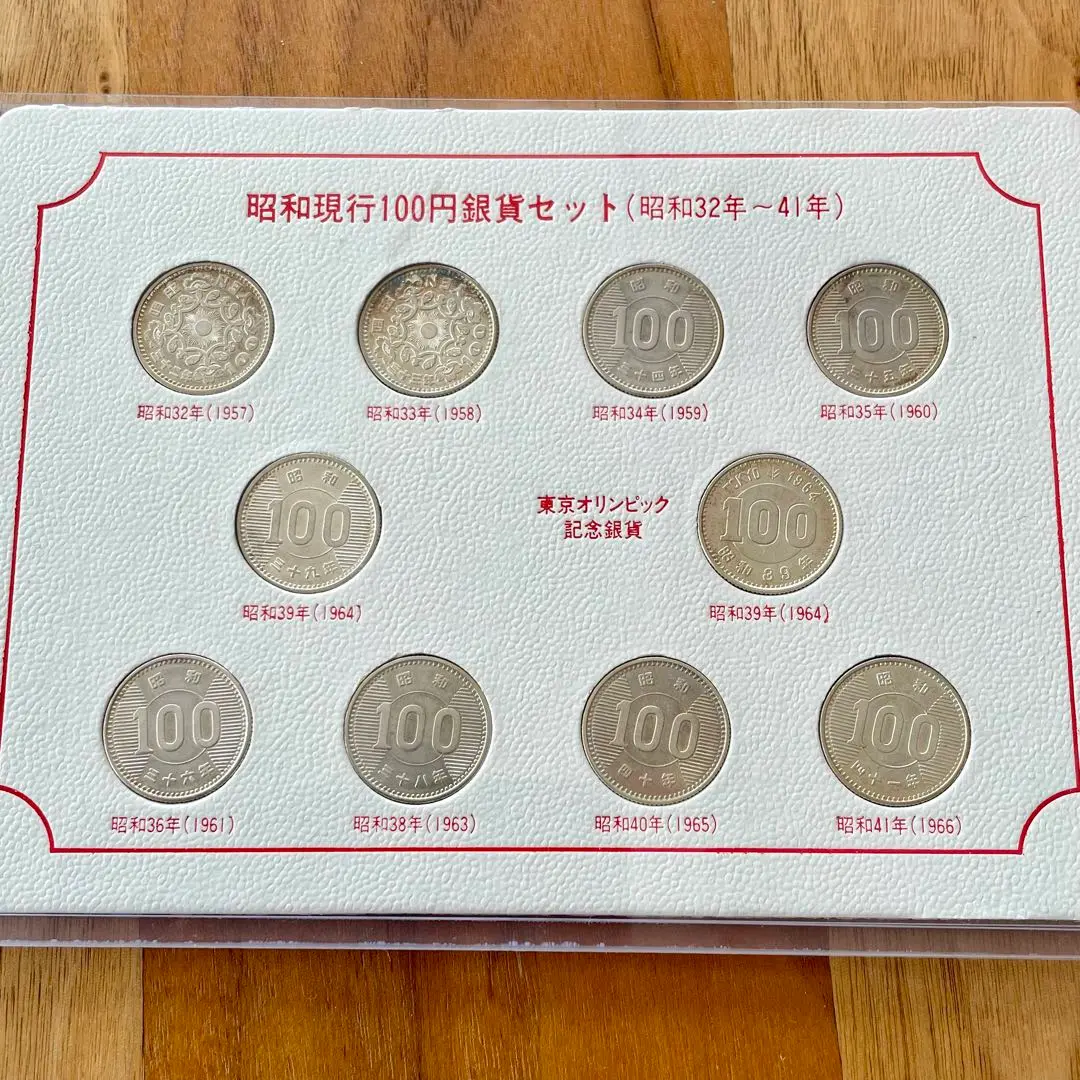 昭和現行100円銀貨セット(昭和32年～41年)
昭和32年(1957)
昭和33年(1958)
昭和
100
三十四年
昭和34年(1959)
昭和
100
三十五年
昭和35年(1960)
昭和
100
三十九年
昭和39年(1964)
東京オリンピック
記念銀貨
1964
100
昭和39年
昭和39年(1964)
昭和
100
三十六年
昭和36年(1961)
昭和
100
三十八年
昭和38年(1963)
昭和
100
四十年
昭和40年(1965)
昭和
100
四十一年
昭和41年(1966)